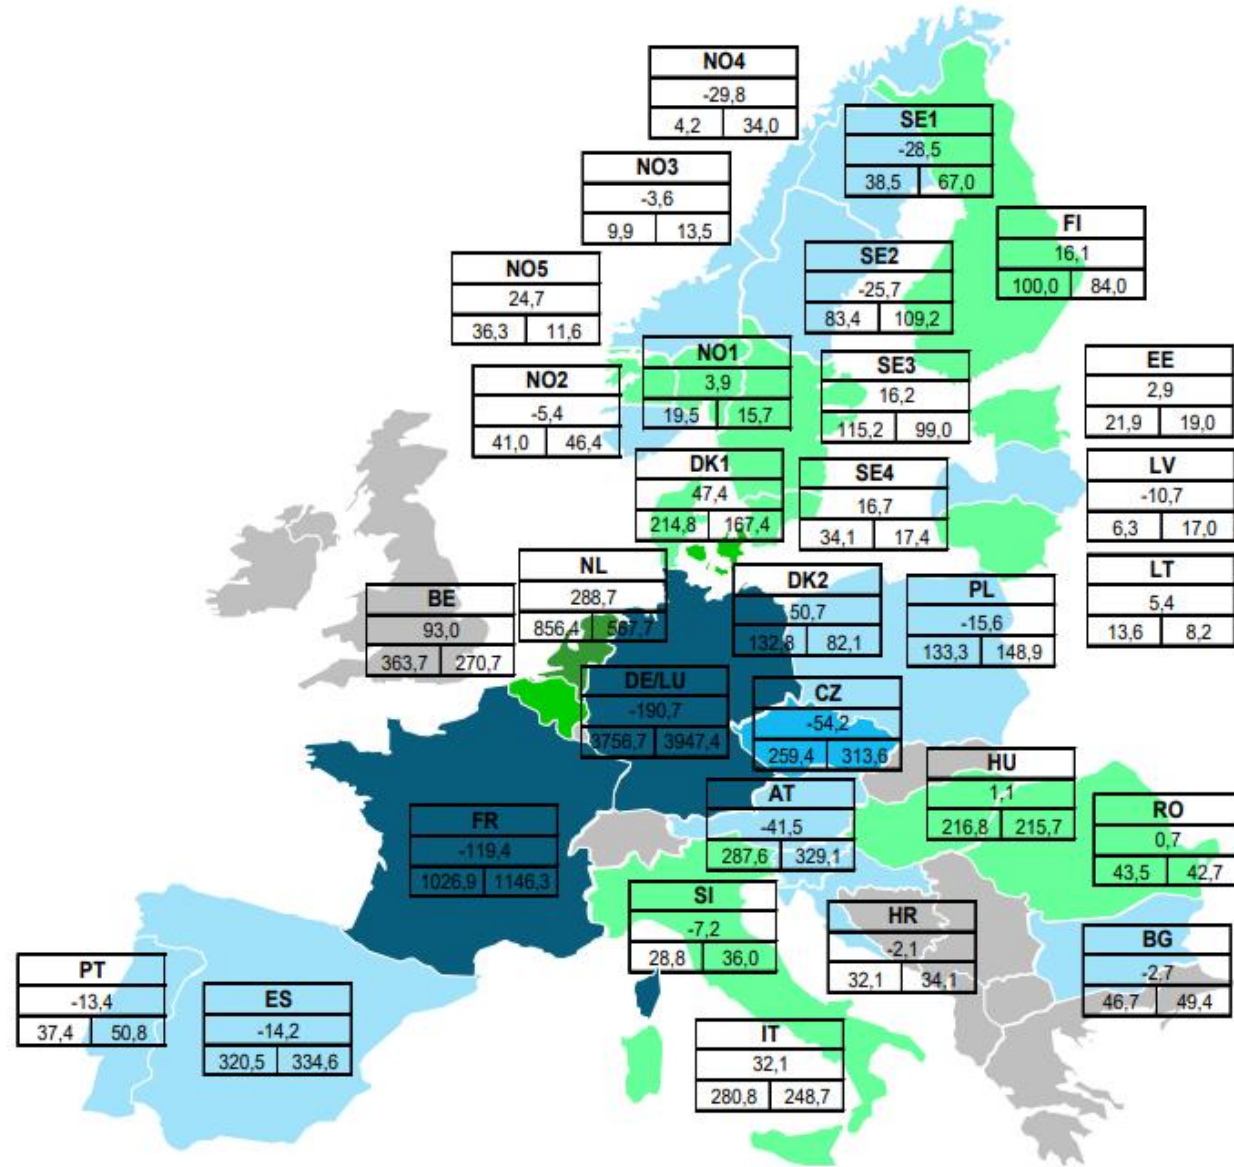 NO4
-29,8
4,2 34,0
SE1
-28,5
38,5 67,0
NO3
-3,6
9,9 13,5
FI
16,1
100,0 84,0
SE2
-25,7
83,4 109,2
NO5
24,7
36,3 11,6
NO1
3,9
19,5 15,7
EE
2,9
21,9 19,0
SE3
16,2
115,2 99,0
NO2
-5,4
41,0 46,4
DK1
47,4
214,8 167,4
LV
-10,7
6,3 17,0
SE4
16,7
34,1 17,4
NL
288,7
856,4 567,7
LT
5,4
13,6 8,2
DK2
50,7
132,8 82,1
PL
-15,6
133,3 148,9
BE
93,0
363,7 270,7
DE/LU
-190,7
3756,7 3947,4
CZ
-54,2
259,4 313,6
HU
1,1
216,8 215,7
AT
-41,5
287,6 329,1
RO
0,7
43,5 42,7
FR
-119,4
1026,9 1146,3
SI
-7,2
28,8 36,0
HR
-2,1
32,1 34,1
BG
-2,7
46,7 49,4
PT
-13,4
37,4 50,8
ES
-14,2
320,5 334,6
IT
32,1
280,8 248,7